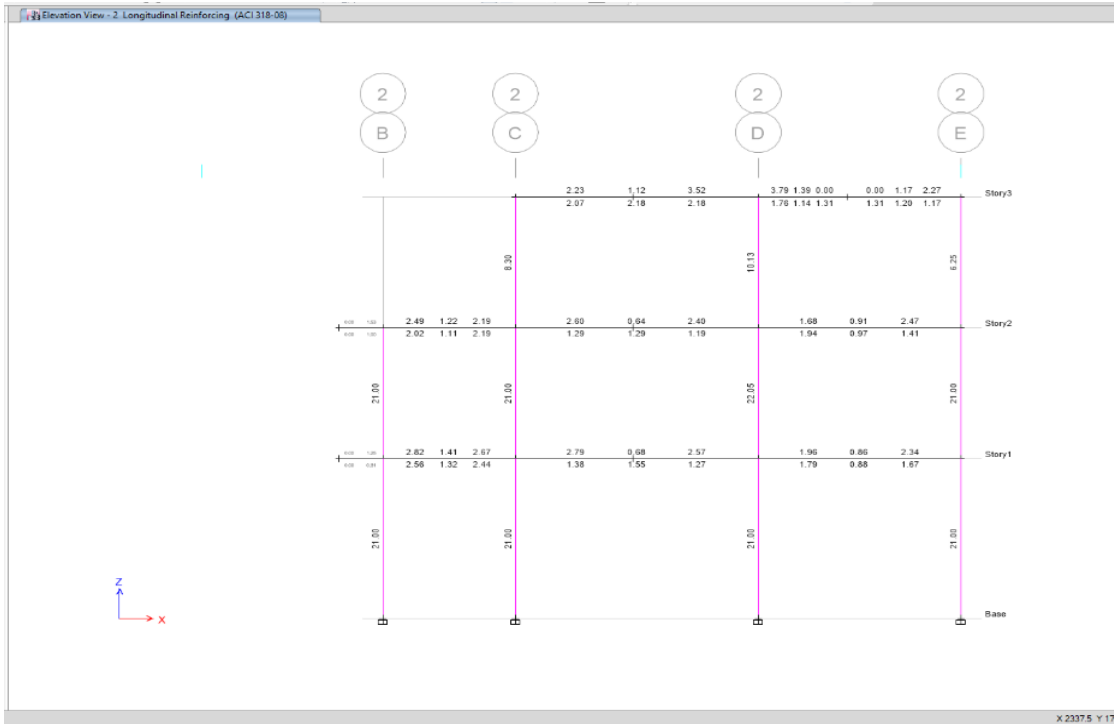 Elevation View - 2 Longitudinal Reinforcing (ACI 318-08)
2 2 2 2
B C D E
2.23 1.12 3.52 3.79 1.39 0.00 0.00 1.17 2.27 Story3
2.07 2.18 2.18 1.76 1.14 1.31 1.31 1.20 1.17
8.30 10.13 6.25
2.49 1.22 2.19 2.60 0.64 2.40 1.68 0.91 2.47 Story2
2.02 1.11 2.19 1.29 1.29 1.19 1.94 0.97 1.41
21.00 21.00 22.05 21.00
2.82 1.41 2.67 2.79 0.68 2.57 1.96 0.86 2.34 Story1
2.56 1.32 2.44 1.38 1.55 1.27 1.79 0.88 1.67
21.00 21.00 21.00 21.00
Z
X
Base
X 2337.5 Y 17